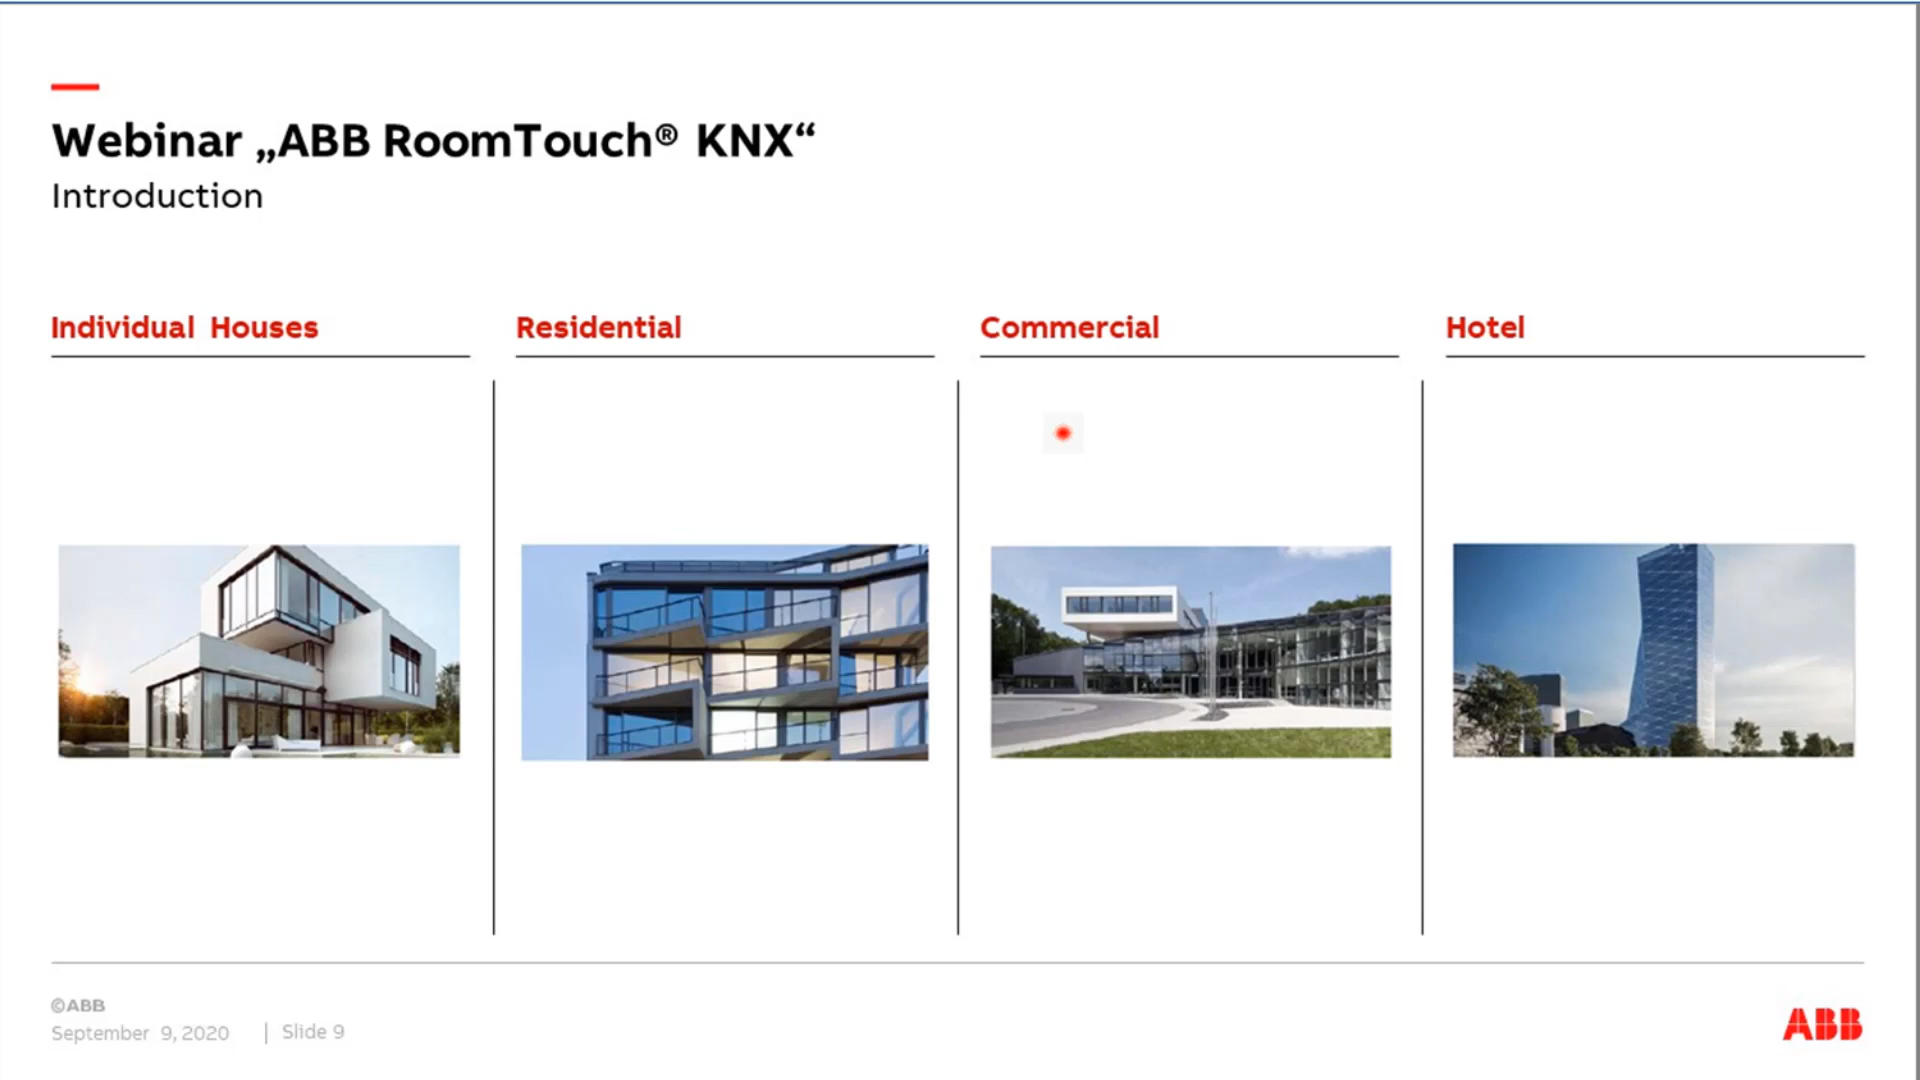 Webinar „ABB RoomTouch® KNX“
Introduction
Individual Houses
Residential
Commercial
Hotel
©ABB
September 9, 2020 | Slide 9
ABB